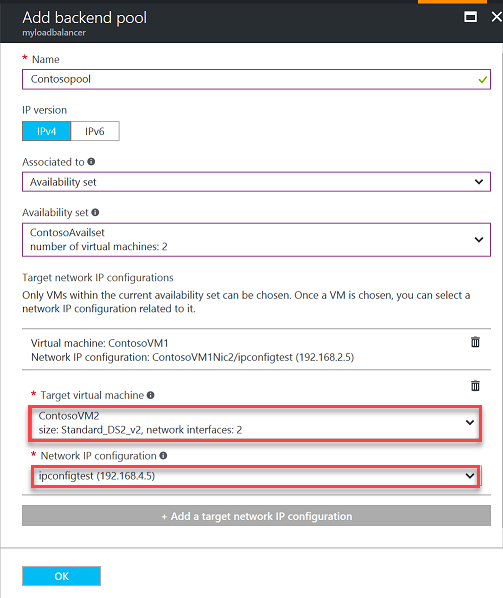 Add backend pool
myloadbalancer
* Name
Contosopool
IP version
IPv4 IPv6
Associated to
Availability set
Availability set
ContosoAvailset
number of virtual machines: 2
Target network IP configurations
Only VMs within the current availability set can be chosen. Once a VM is chosen, you can select a
network IP configuration related to it.
Virtual machine: ContosoVM1
Network IP configuration: ContosoVM1Nic2/ipconfigtest (192.168.2.5)
* Target virtual machine
ContosoVM2
size: Standard_DS2_v2, network interfaces: 2
* Network IP configuration
ipconfigtest (192.168.4.5)
+ Add a target network IP configuration
OK